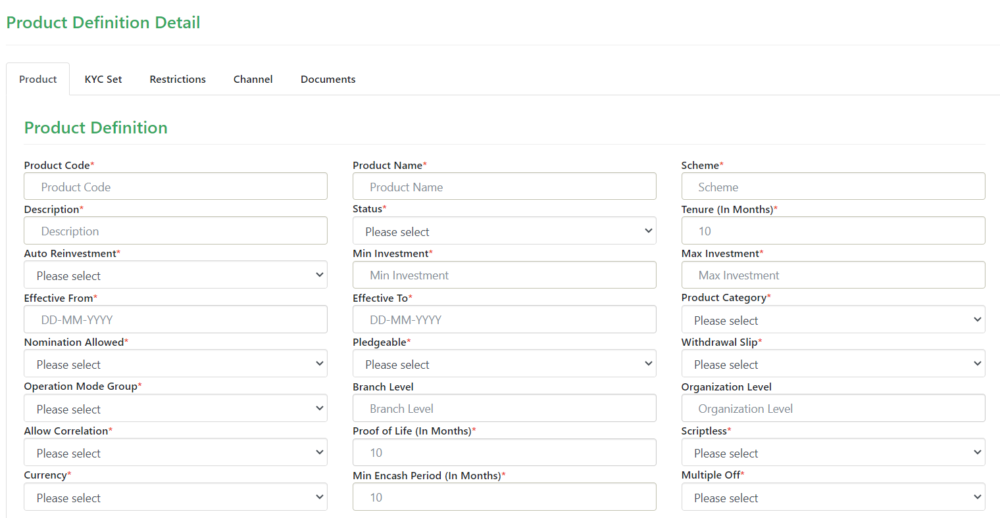 Product Definition Detail
Product KYC Set Restrictions Channel Documents
Product Definition
Product Code* Product Name* Scheme*
Product Code Product Name Scheme
Description* Status* Tenure (In Months)*
Description Please select 10
Auto Reinvestment* Min Investment* Max Investment*
Please select Min Investment Max Investment
Effective From* Effective To* Product Category*
DD-MM-YYYY DD-MM-YYYY Please select
Nomination Allowed* Pledgeable* Withdrawal Slip*
Please select Please select Please select
Operation Mode Group* Branch Level Organization Level
Please select Branch Level Organization Level
Allow Correlation* Proof of Life (In Months)* Scriptless*
Please select 10 Please select
Currency* Min Encash Period (In Months)* Multiple Off*
Please select 10 Please select